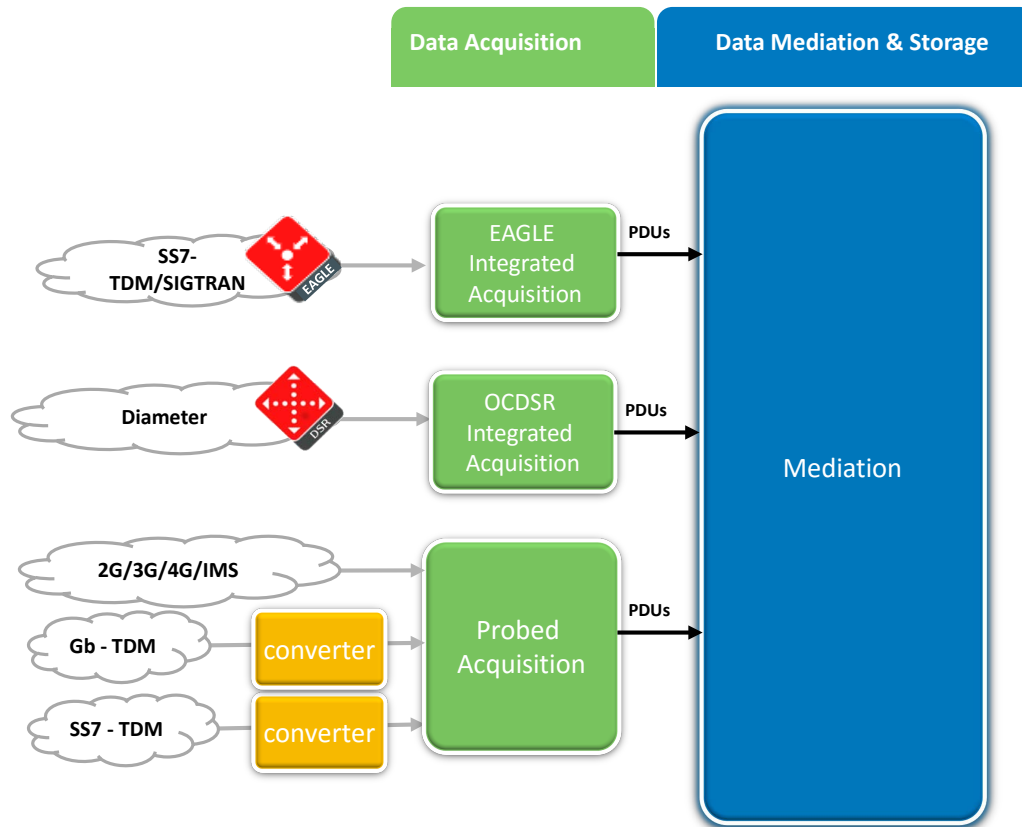 Data Acquisition
Data Mediation & Storage
SS7-
TDM/SIGTRAN
EAGLE
EAGLE
Integrated
Acquisition
PDUs
Diameter
DSR
OCDSR
Integrated
Acquisition
PDUs
Mediation
2G/3G/4G/IMS
Gb - TDM
converter
SS7 - TDM
converter
Probed
Acquisition
PDUs